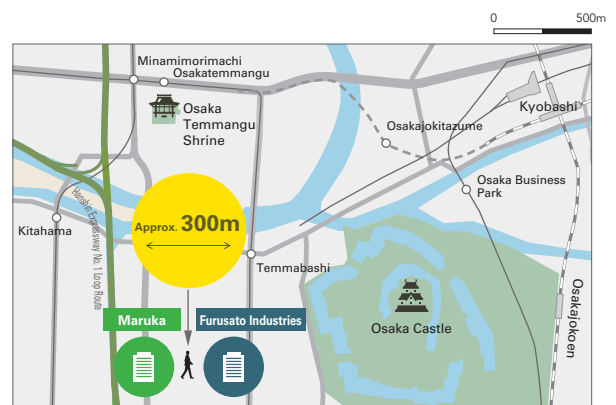 0 500m
Minamimorimachi
Osakatemmangu
Kyobashi
Osaka
Temmangu
Shrine
Osakajokitazume
Osaka Business
Park
Hanshin Expressway No. 1 Loop Route
Approx. 300m
Kitahama
Temmabashi
Osakajokoen
Maruka
Furusato Industries
Osaka Castle